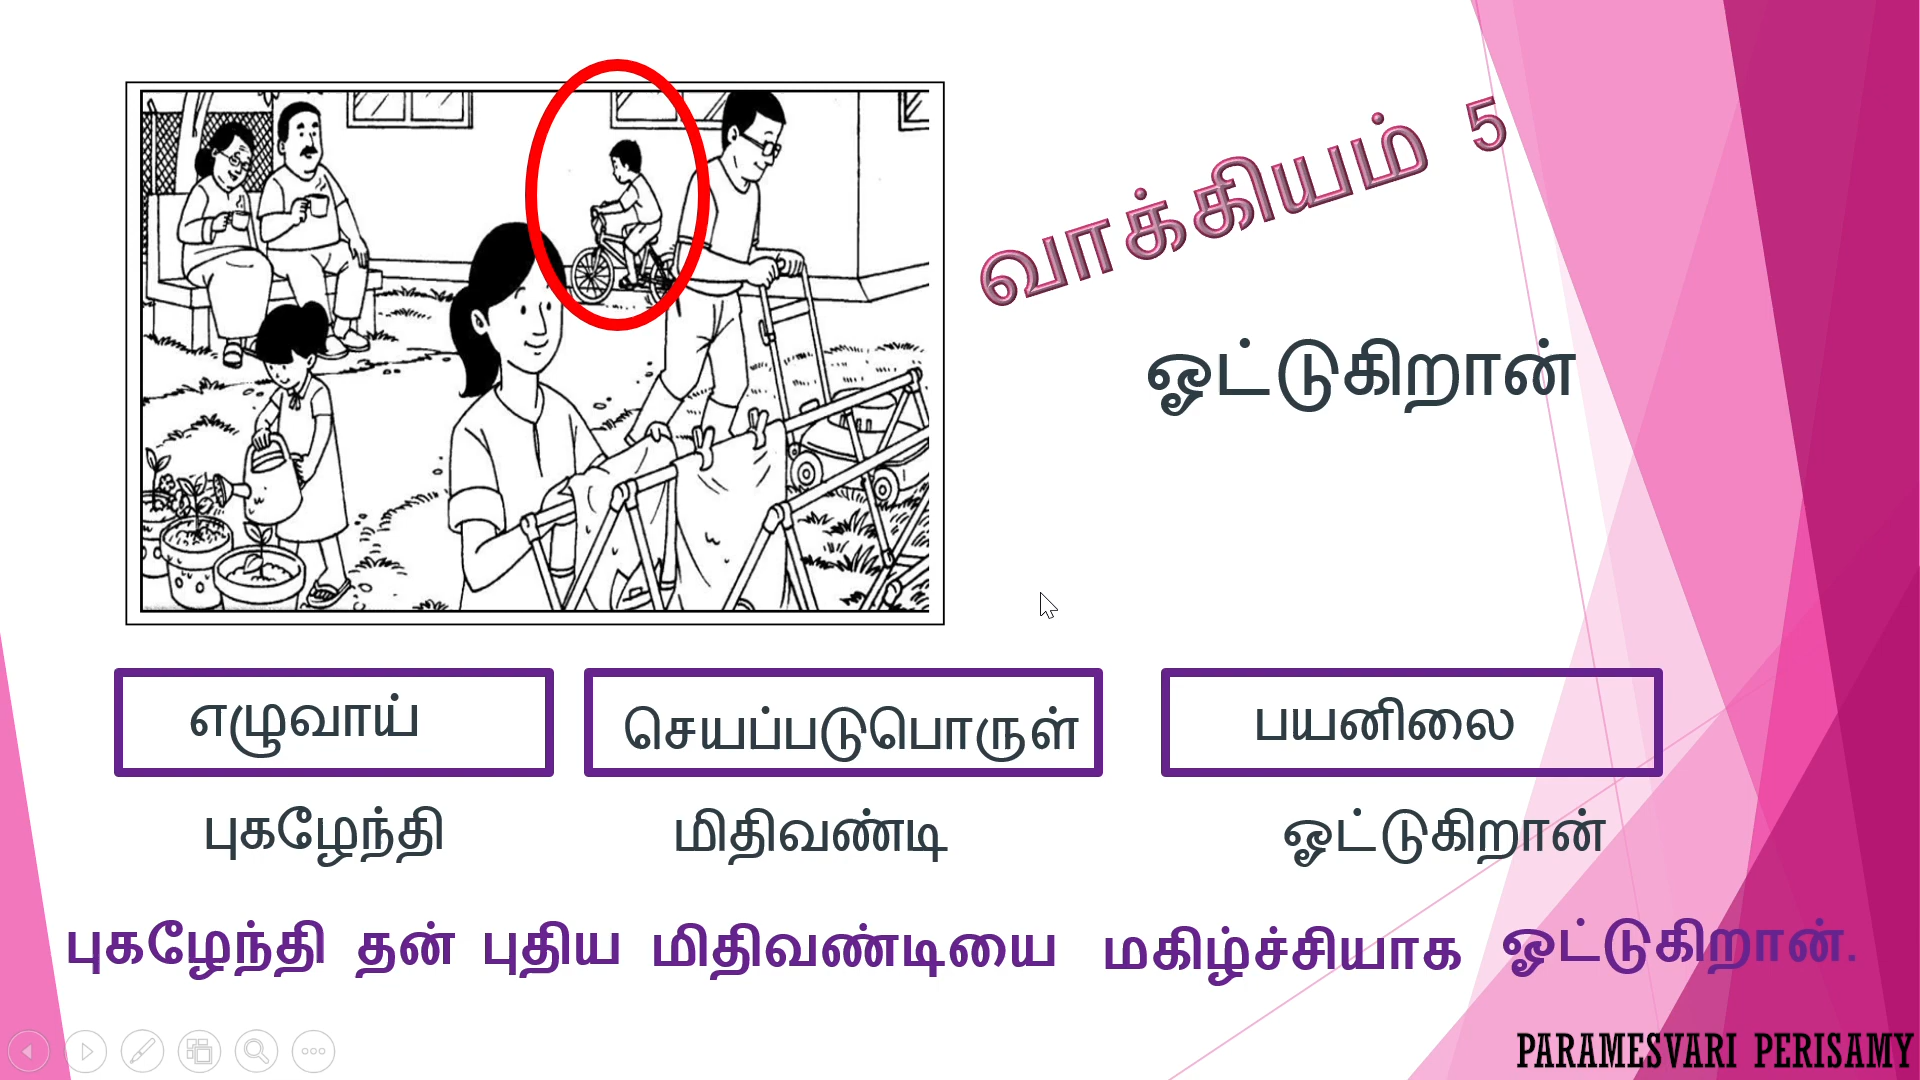 வாக்கியம் 5
ஓட்டுகிறான்
எழுவாய் செயப்படுபொருள் பயனிலை
புகழேந்தி மிதிவண்டி ஓட்டுகிறான்
புகழேந்தி தன் புதிய மிதிவண்டியை மகிழ்ச்சியாக ஓட்டுகிறான்.
PARAMESVARI PERISAMY